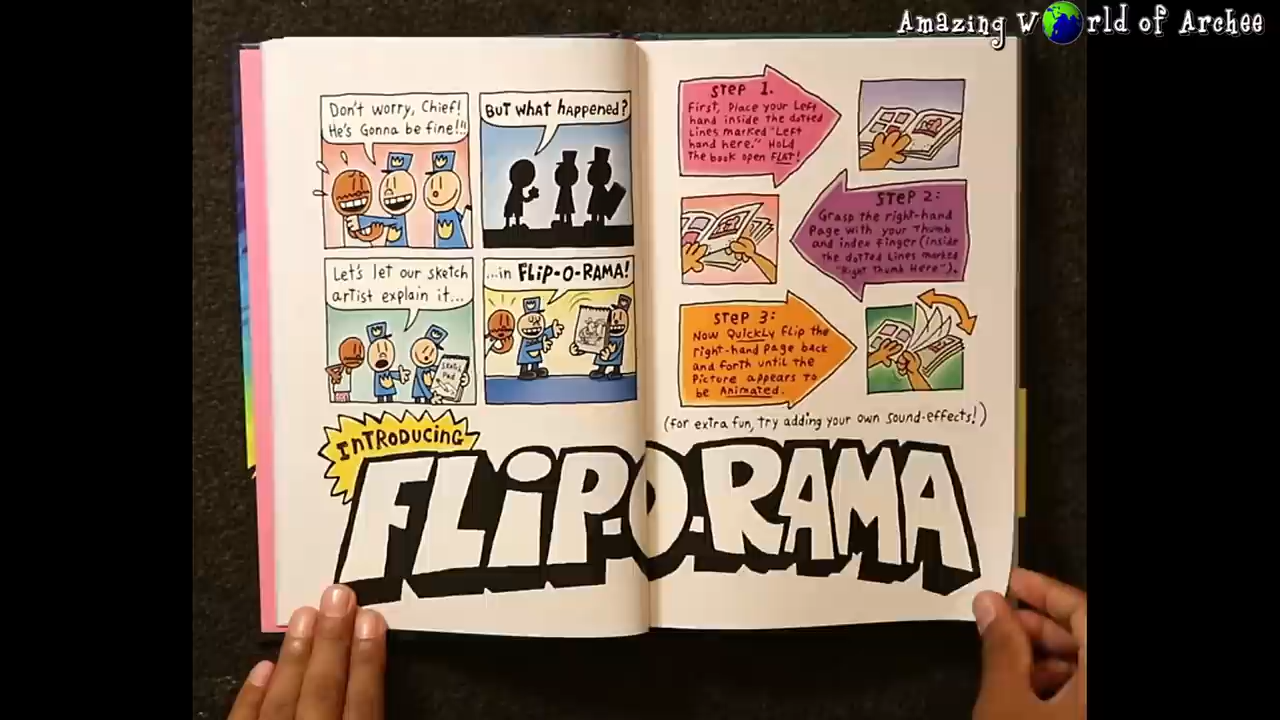 Amazing World of Archee
Don't worry, Chief!
He's Gonna be fine!!!
But what happened?
Let's let our sketch
artist explain it...
...in FLIP-O-RAMA!
SKETCH
Pad
INTRODUCING
FLIP-O-RAMA
STEP 1.
First, Place your Left
hand inside the dotted
Lines marked "Left
hand here." Hold
The book open FLAT!
STEP 2:
Grasp the right-hand
Page with your Thumb
and index finger (inside
the dotted Lines marked
"Right Thumb Here").
STEP 3:
Now Quickly flip the
right-hand page back
and forth until the
Picture appears to
be Animated.
(for extra fun, try adding your own sound-effects!)